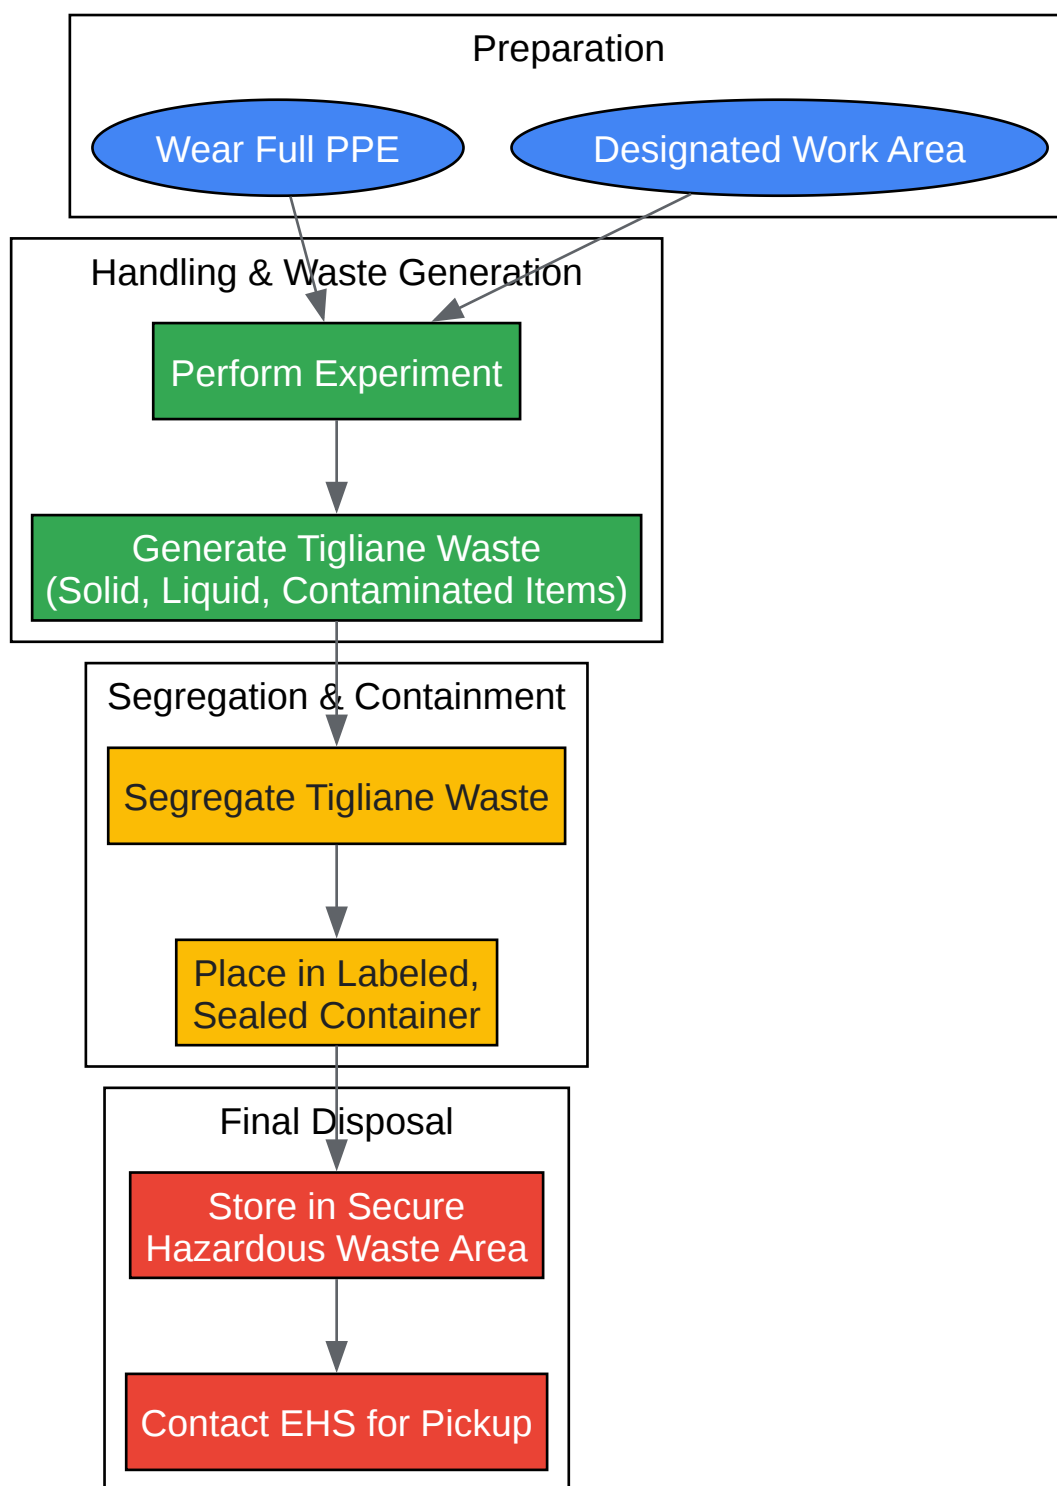 Preparation
Wear Full PPE
Designated Work Area
Handling & Waste Generation
Perform Experiment
Generate Tigliane Waste
(Solid, Liquid, Contaminated Items)
Segregation & Containment
Segregate Tigliane Waste
Place in Labeled,
Sealed Container
Final Disposal
Store in Secure
Hazardous Waste Area
Contact EHS for Pickup